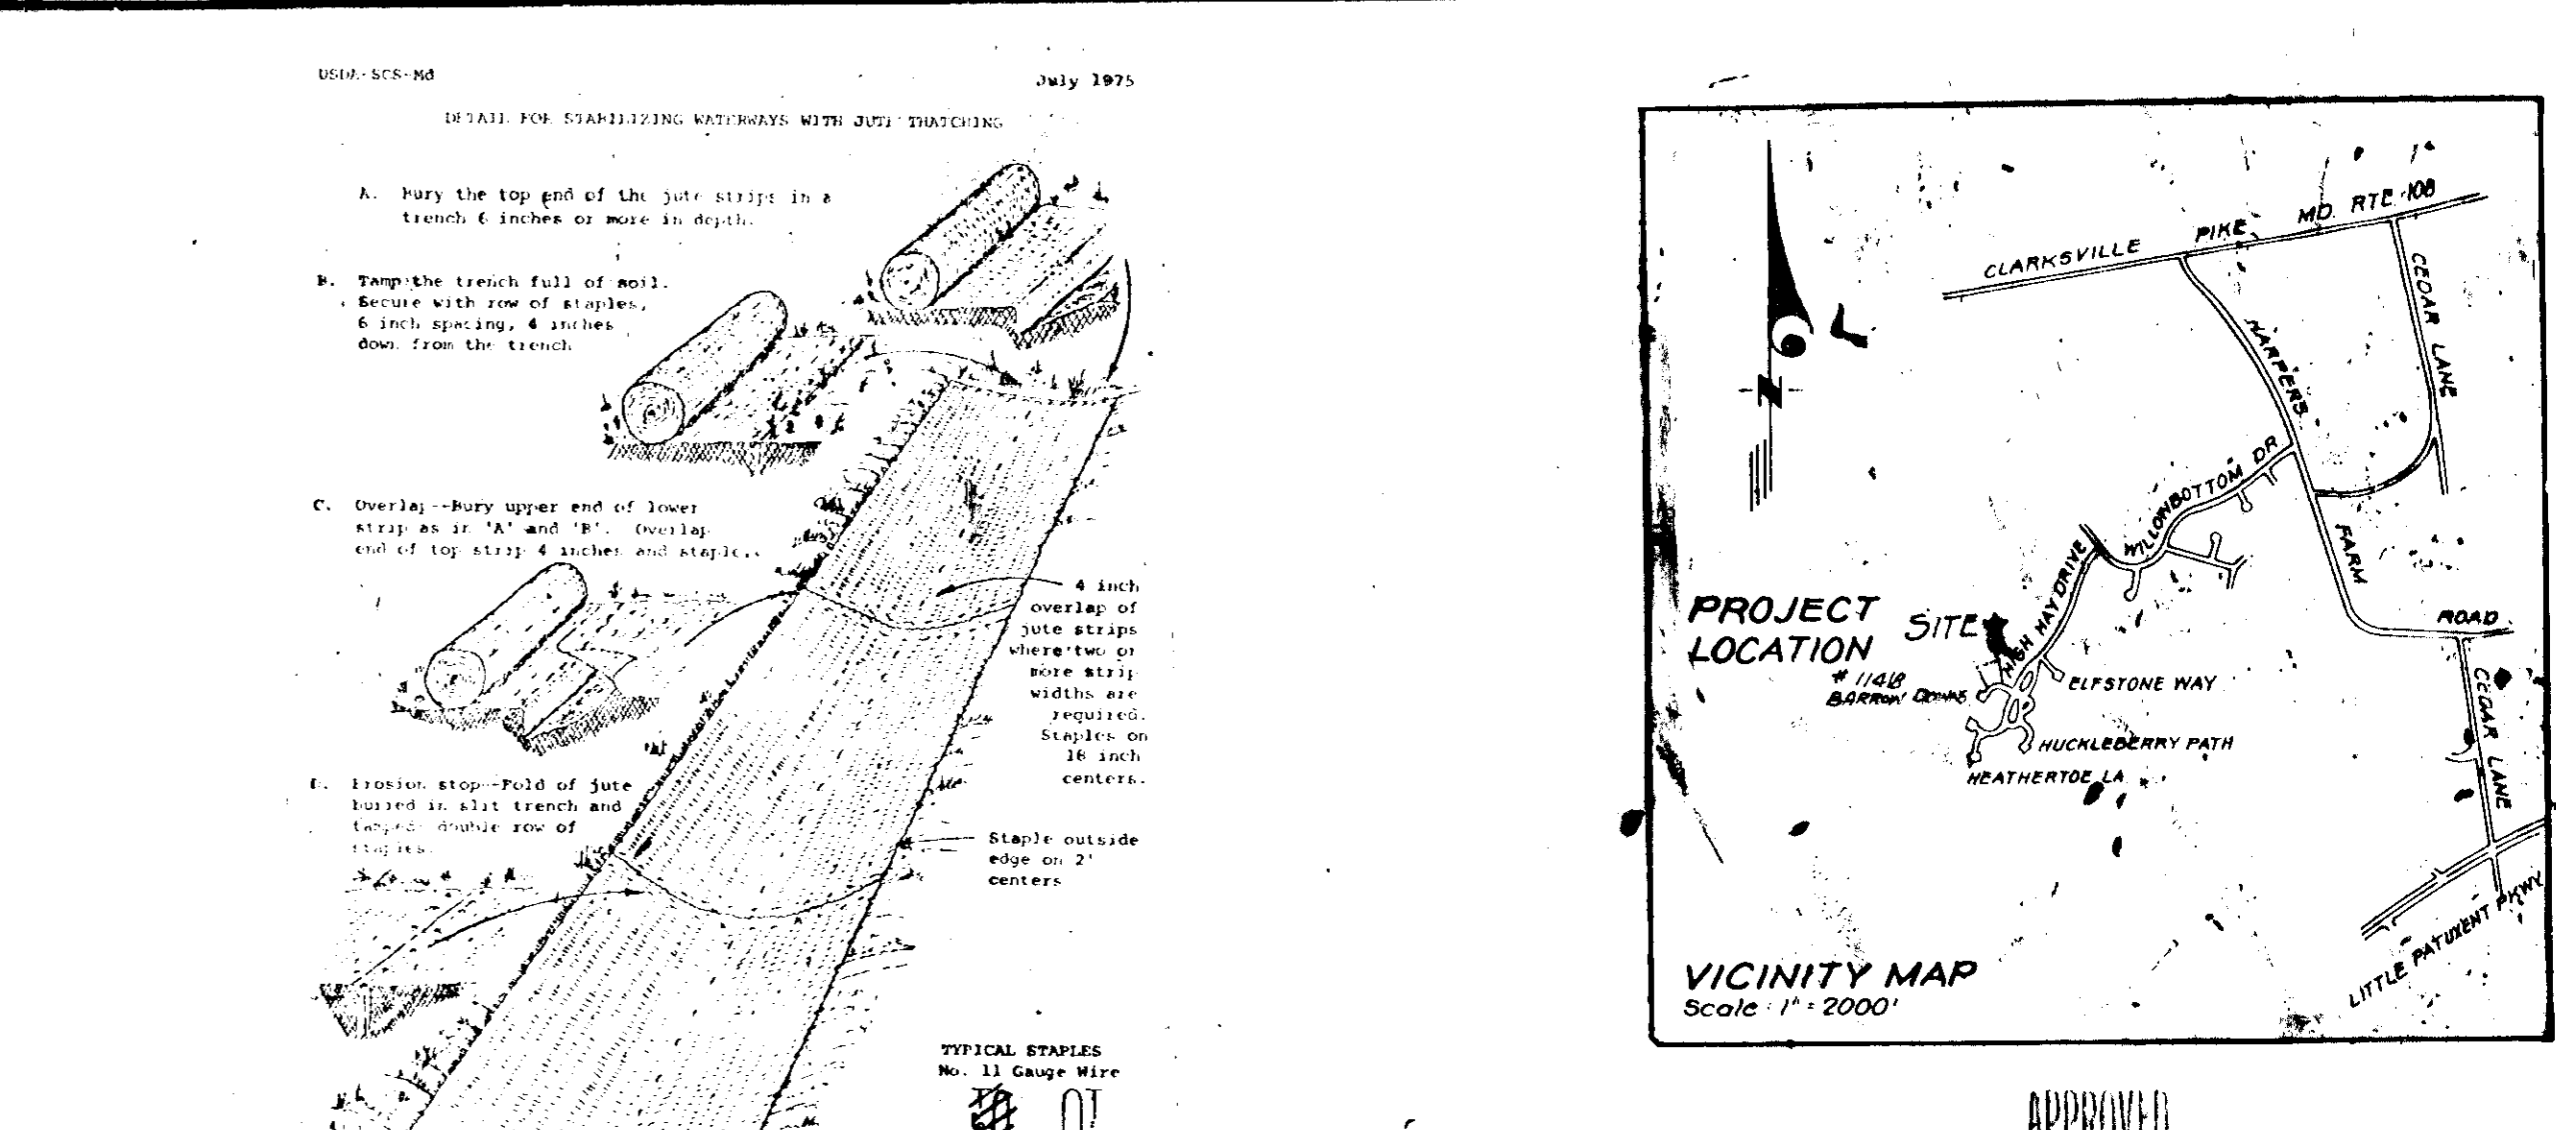 USDA-SCS-Md
July 1975
DETAIL FOR STABILIZING WATERWAYS WITH JUTE THATCHING
A. Bury the top end of the jute strips in a
trench 6 inches or more in depth.
B. Tamp the trench full of soil.
Secure with row of staples,
6 inch spacing, 4 inches
down from the trench
C. Overlap--Bury upper end of lower
strip as in 'A' and 'B'. Overlap
end of top strip 4 inches and staple.
4 inch
overlap of
jute strips
where two or
more strip
widths are
required.
Staples on
18 inch
centers.
Erosion stop--Fold of jute
buried in slit trench and
tamped; double row of
staples.
Staple outside
edge on 2'
centers
TYPICAL STAPLES
No. 11 Gauge Wire
CLARKSVILLE PIKE MD. RTE. 108
CEDAR LANE
HARPERS
FARM
ROAD
WILLOWBOTTOM DR.
HIGH HAY DRIVE
PROJECT
LOCATION
SITE
BARROW DOWNS
ELFSTONE WAY
HUCKLEBERRY PATH
HEATHERTOE LA.
CEDAR LANE
LITTLE PATUXENT PKWY.
N
VICINITY MAP
Scale : 1" = 2000'
APPROVED